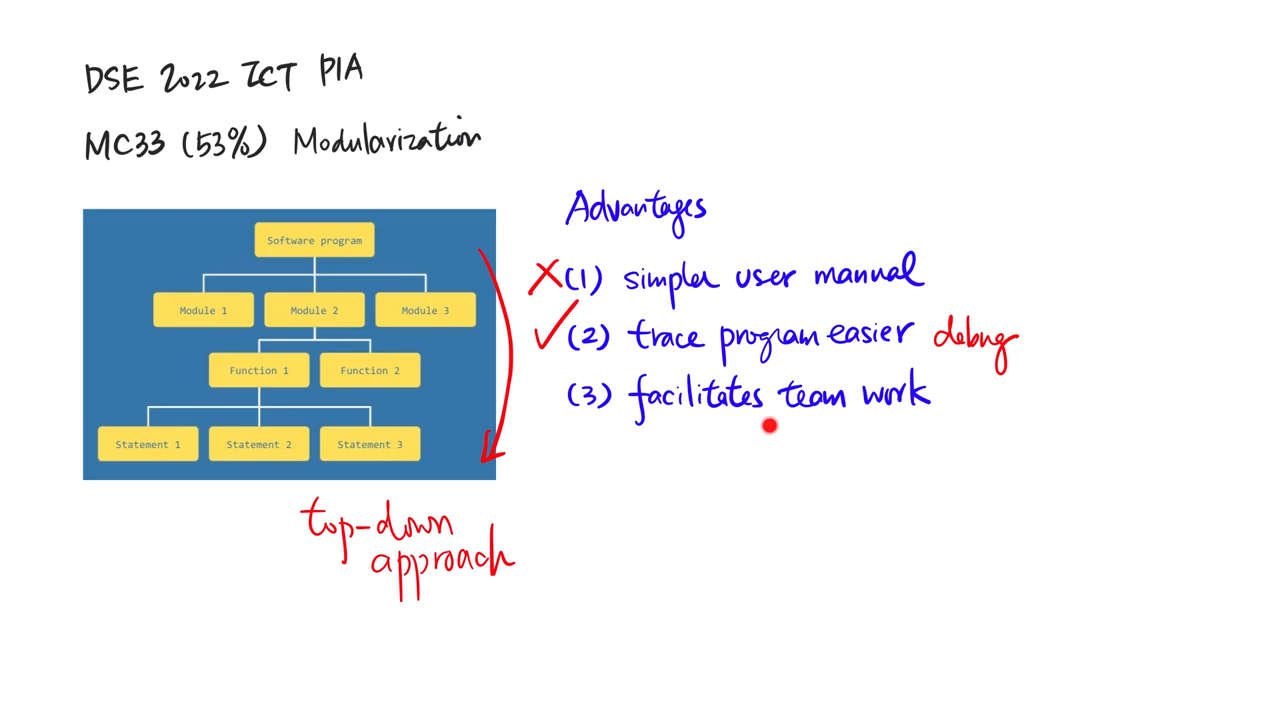 DSE 2022 ICT P1A
MC33 (53%) Modularization
Software program
Module 1 Module 2 Module 3
Function 1 Function 2
Statement 1 Statement 2 Statement 3
top-down
approach
Advantages
(1) simpler user manual
(2) trace program easier debug
(3) facilitates team work